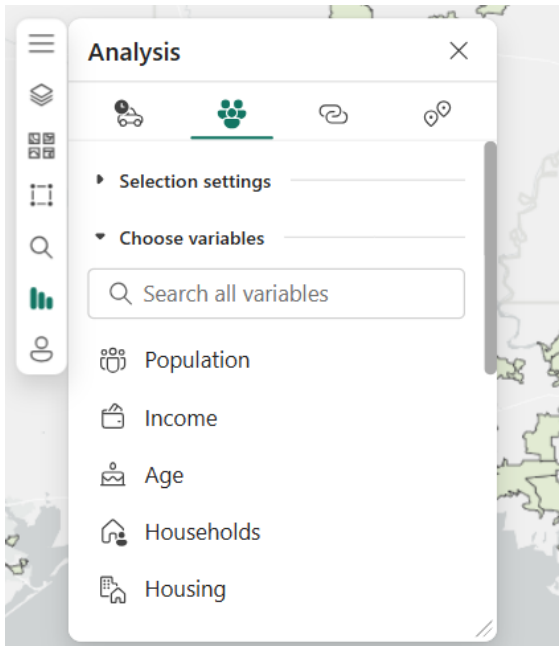 Analysis
Selection settings
Choose variables
Search all variables
Population
Income
Age
Households
Housing